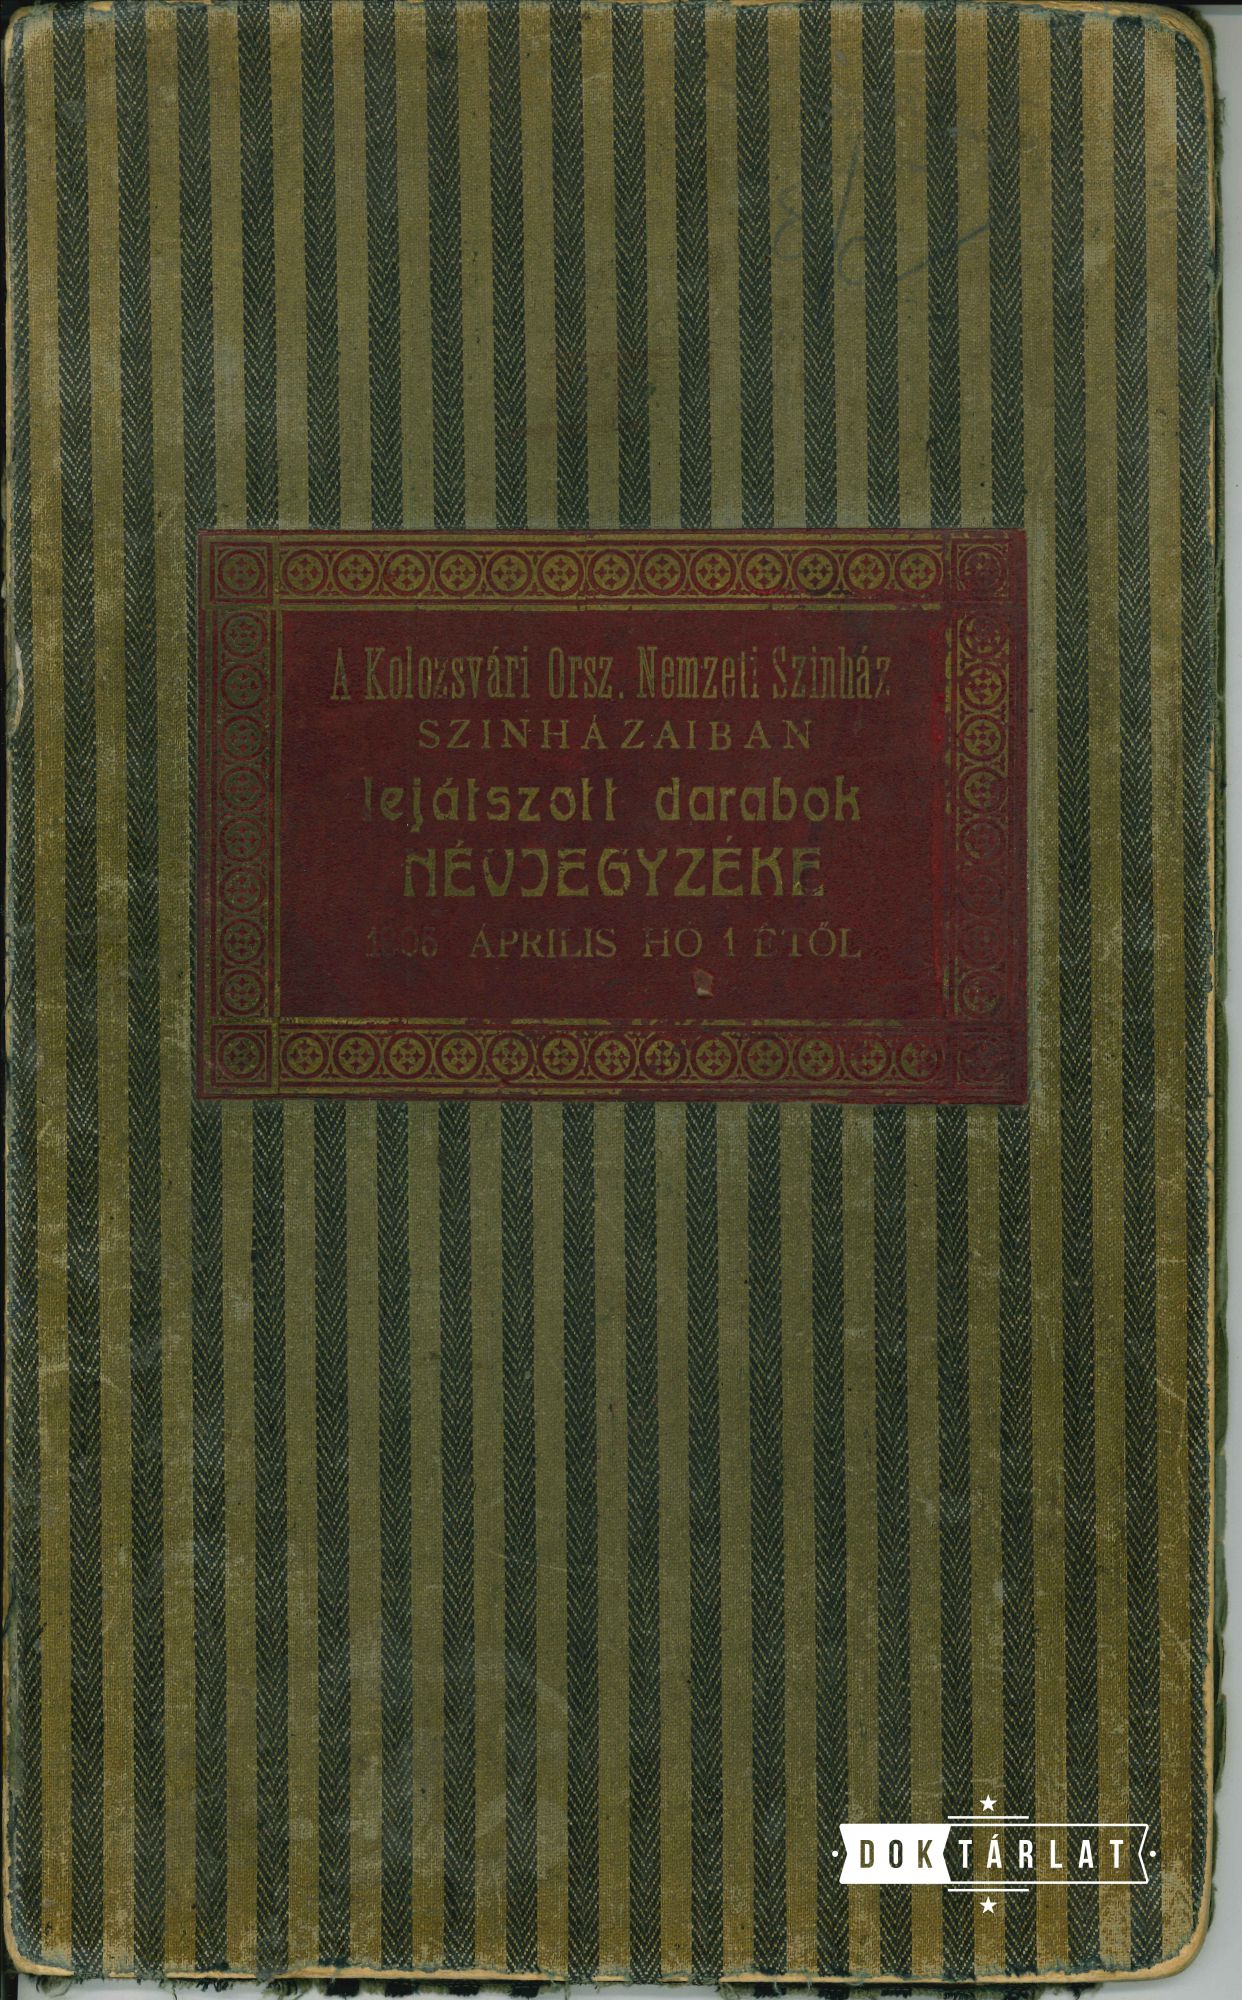 A Kolozsvári Orsz. Nemzeti Szinház
SZINHÁZAIBAN
lejátszott darabok
NÉVJEGYZÉKE
ÁPRILIS HÓ 1 ÉTŐL
DOKTÁRLAT